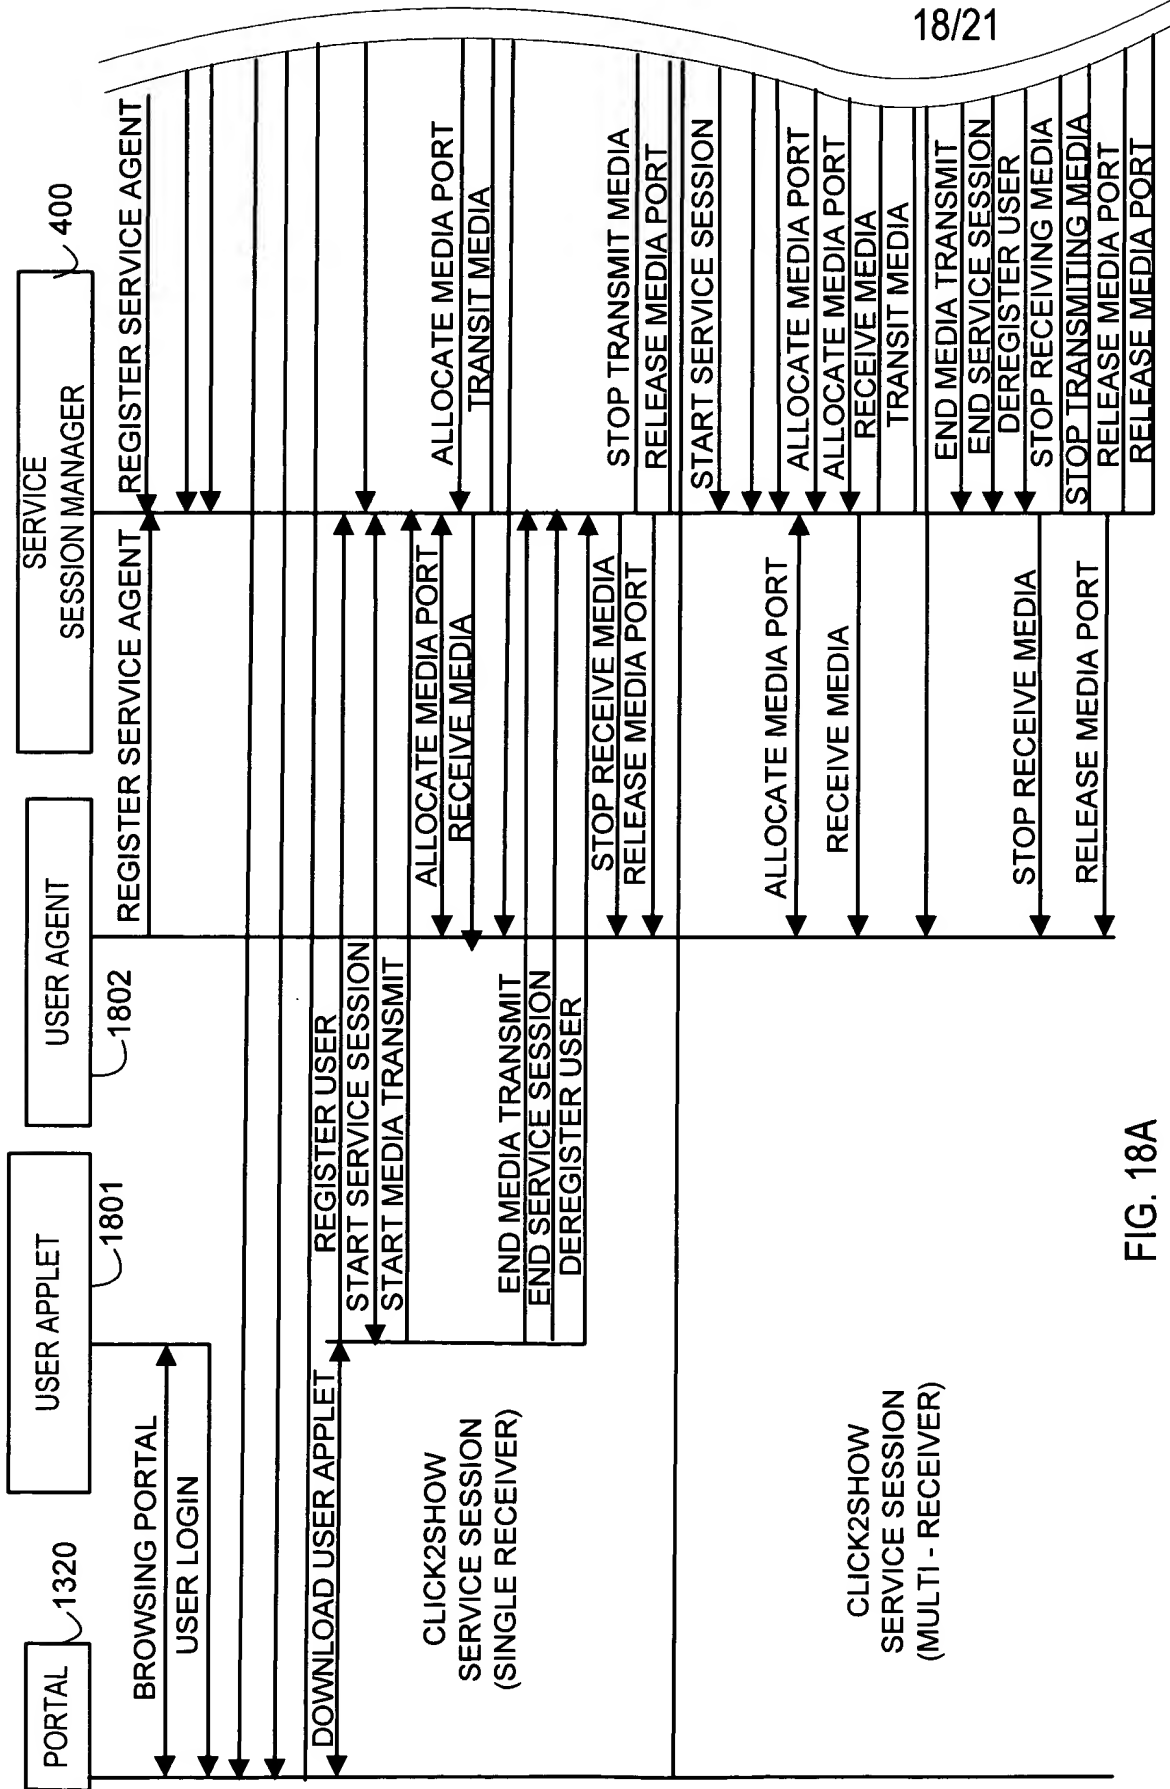 18/21
PORTAL
1320
USER APPLET
1801
USER AGENT
1802
SERVICE
SESSION MANAGER
400
BROWSING PORTAL
USER LOGIN
REGISTER SERVICE AGENT
REGISTER SERVICE AGENT
DOWNLOAD USER APPLET
REGISTER USER
START SERVICE SESSION
START MEDIA TRANSMIT
ALLOCATE MEDIA PORT
RECEIVE MEDIA
ALLOCATE MEDIA PORT
TRANSIT MEDIA
CLICK2SHOW
SERVICE SESSION
(SINGLE RECEIVER)
END MEDIA TRANSMIT
END SERVICE SESSION
DEREGISTER USER
STOP RECEIVE MEDIA
RELEASE MEDIA PORT
STOP TRANSMIT MEDIA
RELEASE MEDIA PORT
START SERVICE SESSION
ALLOCATE MEDIA PORT
ALLOCATE MEDIA PORT
ALLOCATE MEDIA PORT
RECEIVE MEDIA
RECEIVE MEDIA
TRANSIT MEDIA
CLICK2SHOW
SERVICE SESSION
(MULTI - RECEIVER)
END MEDIA TRANSMIT
END SERVICE SESSION
DEREGISTER USER
STOP RECEIVE MEDIA
STOP RECEIVING MEDIA
STOP TRANSMITING MEDIA
RELEASE MEDIA PORT
RELEASE MEDIA PORT
RELEASE MEDIA PORT
FIG. 18A